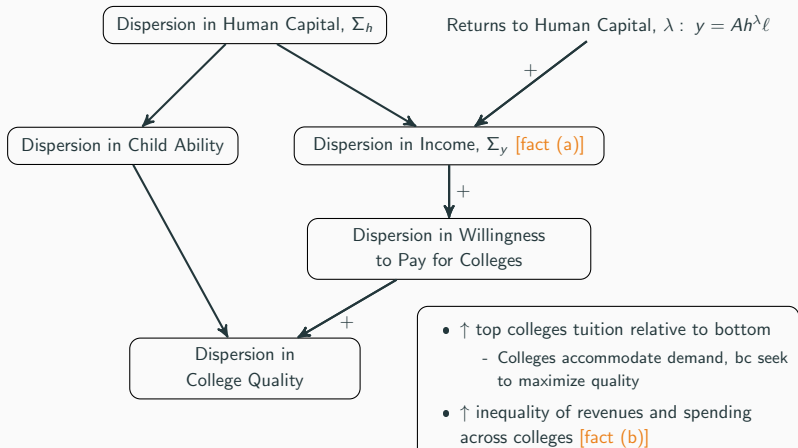 Dispersion in Human Capital, Σ_h
Returns to Human Capital, λ : y = Ah^λ ℓ
+
Dispersion in Child Ability
Dispersion in Income, Σ_y [fact (a)]
+
Dispersion in Willingness
to Pay for Colleges
+
Dispersion in
College Quality
• ↑ top colleges tuition relative to bottom
- Colleges accommodate demand, bc seek
to maximize quality
• ↑ inequality of revenues and spending
across colleges [fact (b)]